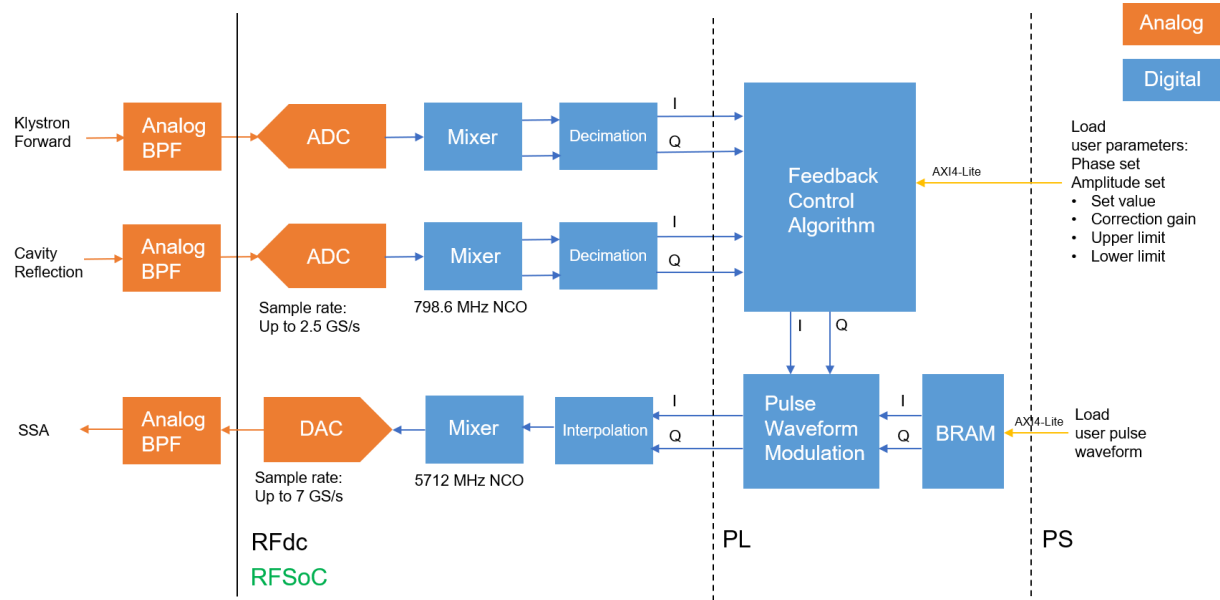 Analog
Digital
Klystron
Forward
Analog
BPF
ADC
Mixer
Decimation
I
Q
Feedback
Control
Algorithm
AXI4-Lite
Load
user parameters:
Phase set
Amplitude set
• Set value
• Correction gain
• Upper limit
• Lower limit
Cavity
Reflection
Analog
BPF
ADC
Mixer
Decimation
I
Q
Sample rate:
Up to 2.5 GS/s
798.6 MHz NCO
I
Q
SSA
Analog
BPF
DAC
Mixer
Interpolation
I
Q
Pulse
Waveform
Modulation
I
Q
BRAM
AXI4-Lite
Load
user pulse
waveform
Sample rate:
Up to 7 GS/s
5712 MHz NCO
RFdc
RFSoC
PL
PS